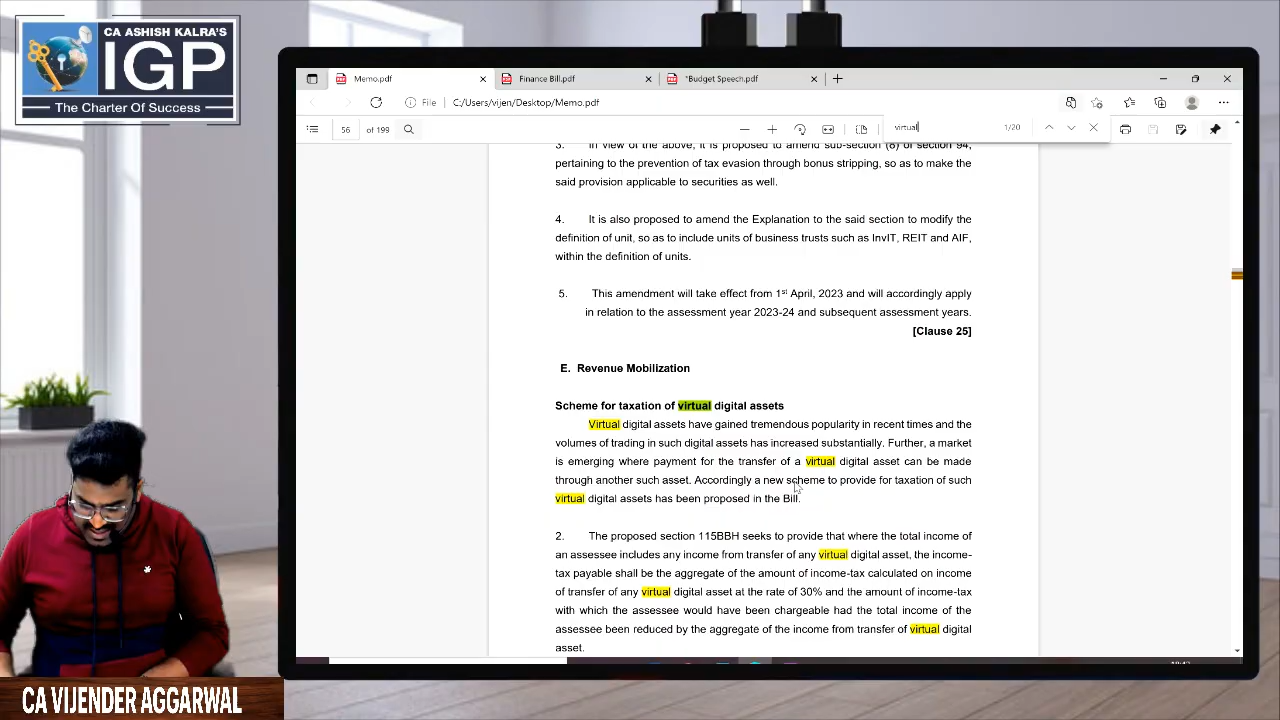 CA ASHISH KALRA'S
IGP
The Charter Of Success
Memo.pdf
Finance Bill.pdf
*Budget Speech.pdf
File
C:/Users/vijen/Desktop/Memo.pdf
56 of 199
virtual
1/20
3. In view of the above, it is proposed to amend sub-section (8) of section 94,
pertaining to the prevention of tax evasion through bonus stripping, so as to make the
said provision applicable to securities as well.
4. It is also proposed to amend the Explanation to the said section to modify the
definition of unit, so as to include units of business trusts such as InvIT, REIT and AIF,
within the definition of units.
5. This amendment will take effect from 1st April, 2023 and will accordingly apply
in relation to the assessment year 2023-24 and subsequent assessment years.
[Clause 25]
E. Revenue Mobilization
Scheme for taxation of virtual digital assets
Virtual digital assets have gained tremendous popularity in recent times and the
volumes of trading in such digital assets has increased substantially. Further, a market
is emerging where payment for the transfer of a virtual digital asset can be made
through another such asset. Accordingly a new scheme to provide for taxation of such
virtual digital assets has been proposed in the Bill.
2. The proposed section 115BBH seeks to provide that where the total income of
an assessee includes any income from transfer of any virtual digital asset, the income-
tax payable shall be the aggregate of the amount of income-tax calculated on income
of transfer of any virtual digital asset at the rate of 30% and the amount of income-tax
with which the assessee would have been chargeable had the total income of the
assessee been reduced by the aggregate of the income from transfer of virtual digital
asset.
CA VIJENDER AGGARWAL